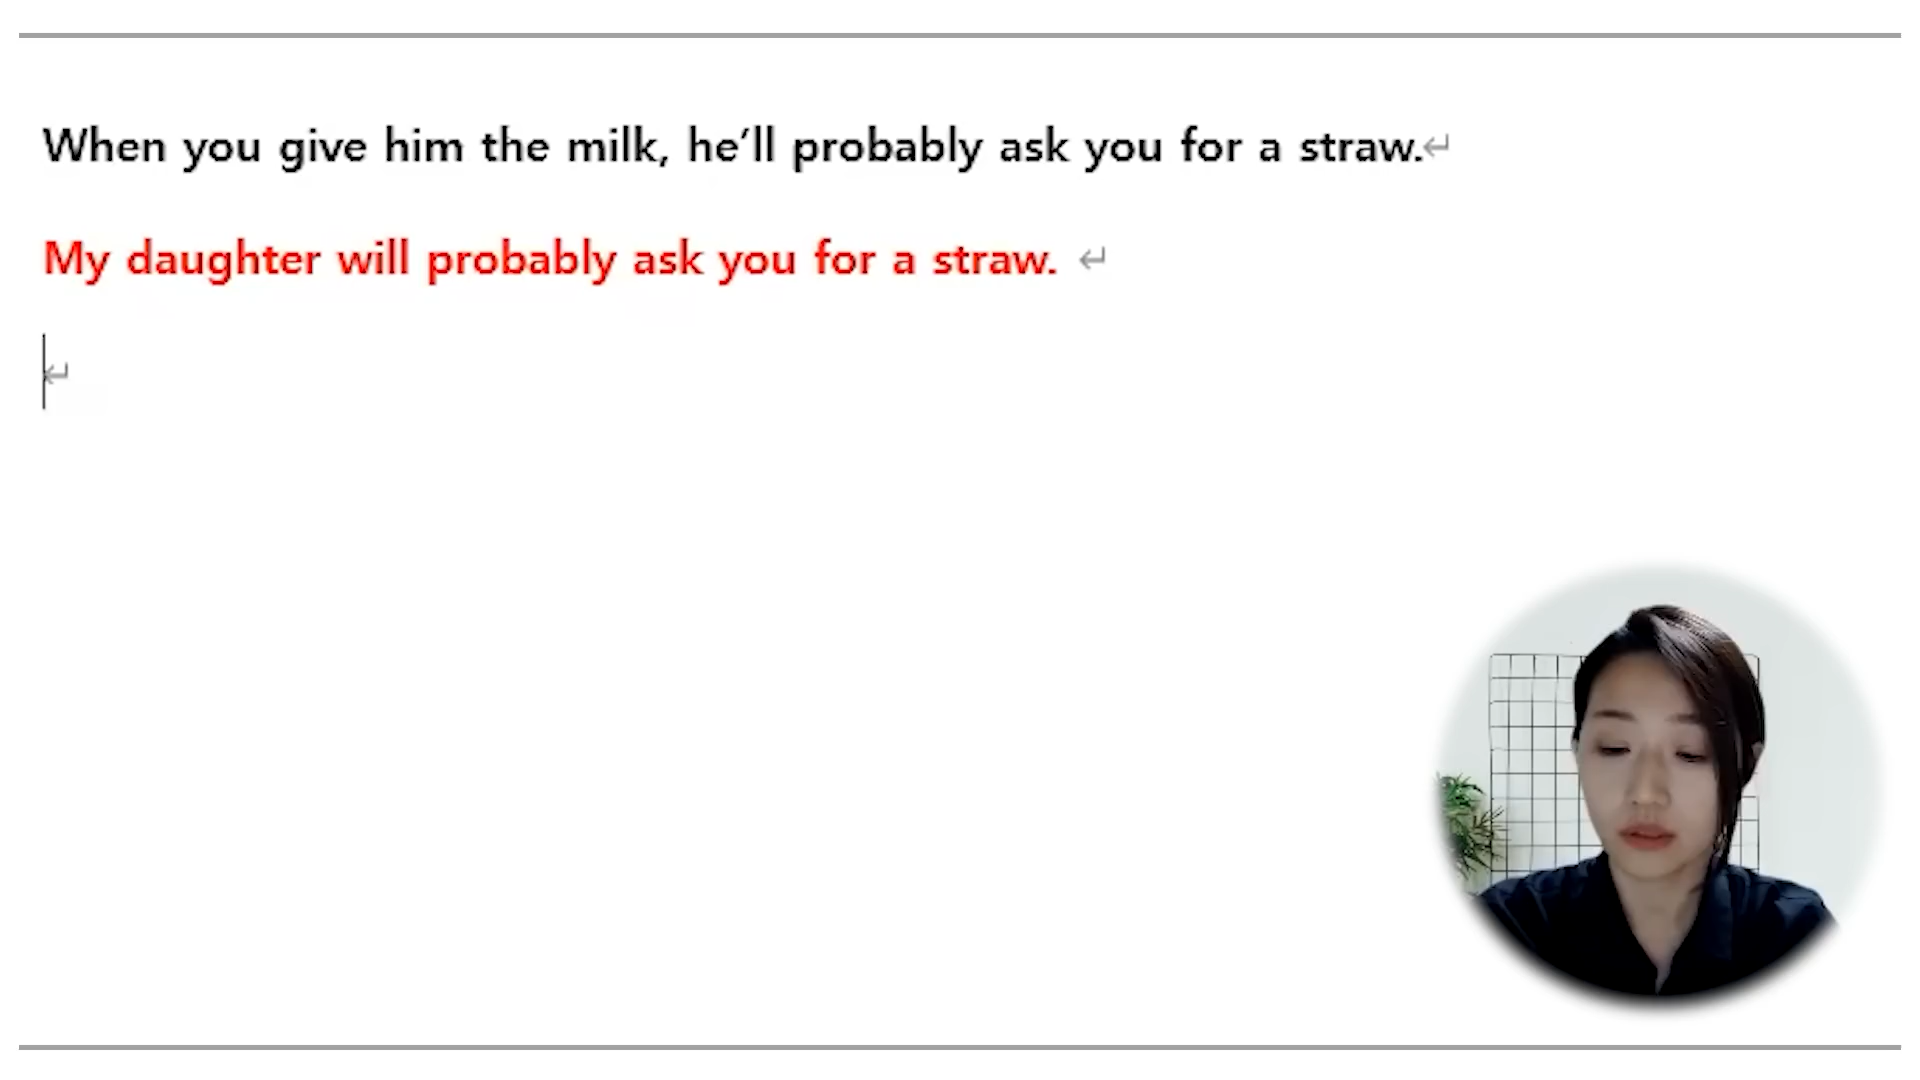 When you give him the milk, he’ll probably ask you for a straw.
My daughter will probably ask you for a straw.